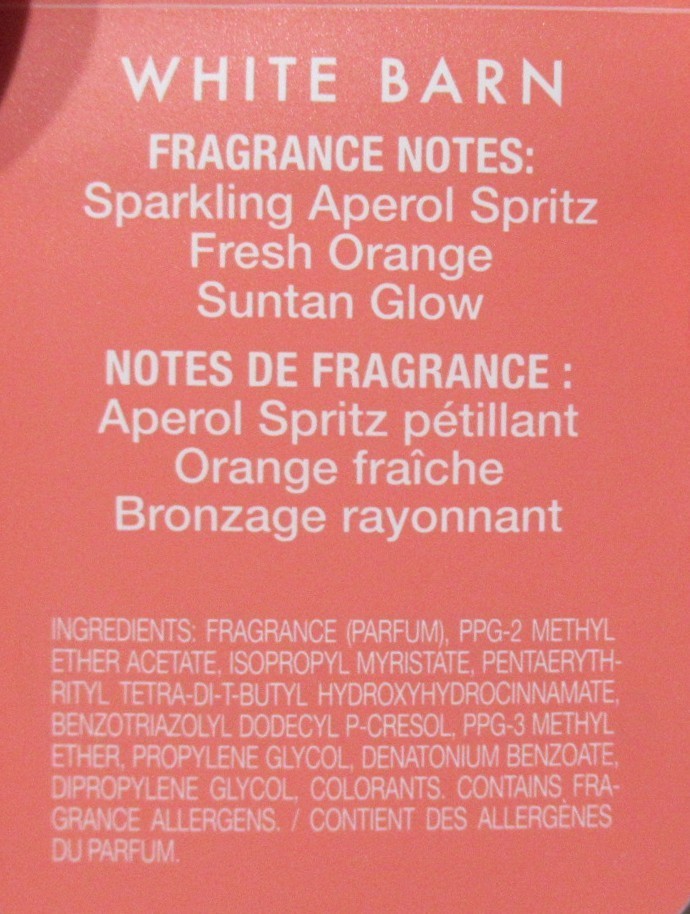 WHITE BARN
FRAGRANCE NOTES:
Sparkling Aperol Spritz
Fresh Orange
Suntan Glow
NOTES DE FRAGRANCE :
Aperol Spritz pétillant
Orange fraîche
Bronzage rayonnant
INGREDIENTS: FRAGRANCE (PARFUM), PPG-2 METHYL
ETHER ACETATE, ISOPROPYL MYRISTATE, PENTAERYTH-
RITYL TETRA-DI-T-BUTYL HYDROXYHYDROCINNAMATE,
BENZOTRIAZOLYL DODECYL P-CRESOL, PPG-3 METHYL
ETHER, PROPYLENE GLYCOL, DENATONIUM BENZOATE,
DIPROPYLENE GLYCOL, COLORANTS. CONTAINS FRA-
GRANCE ALLERGENS. / CONTIENT DES ALLERGÈNES
DU PARFUM.